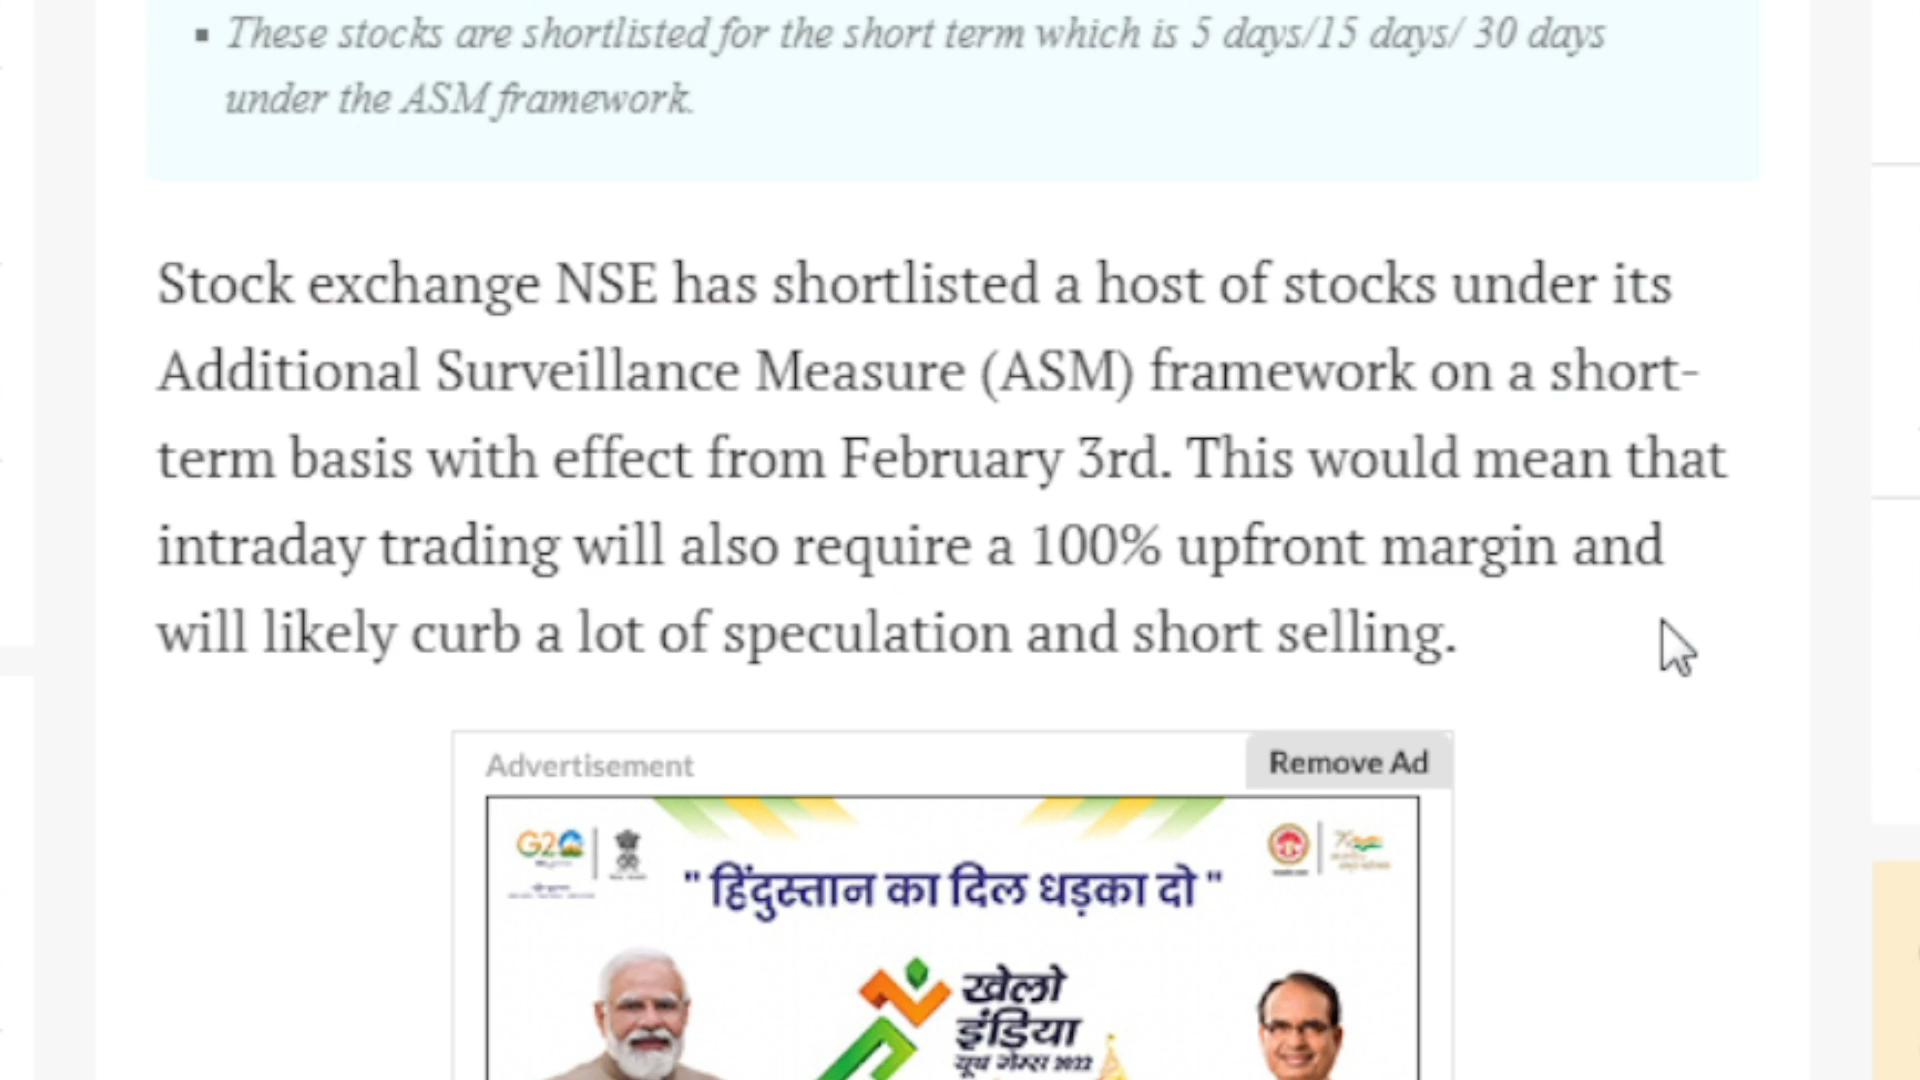 These stocks are shortlisted for the short term which is 5 days/15 days/ 30 days
under the ASM framework.
Stock exchange NSE has shortlisted a host of stocks under its
Additional Surveillance Measure (ASM) framework on a short-
term basis with effect from February 3rd. This would mean that
intraday trading will also require a 100% upfront margin and
will likely curb a lot of speculation and short selling.
Advertisement
Remove Ad
G20
" हिंदुस्तान का दिल धड़का दो "
खेलो
इंडिया
यूथ गेम्स 2022